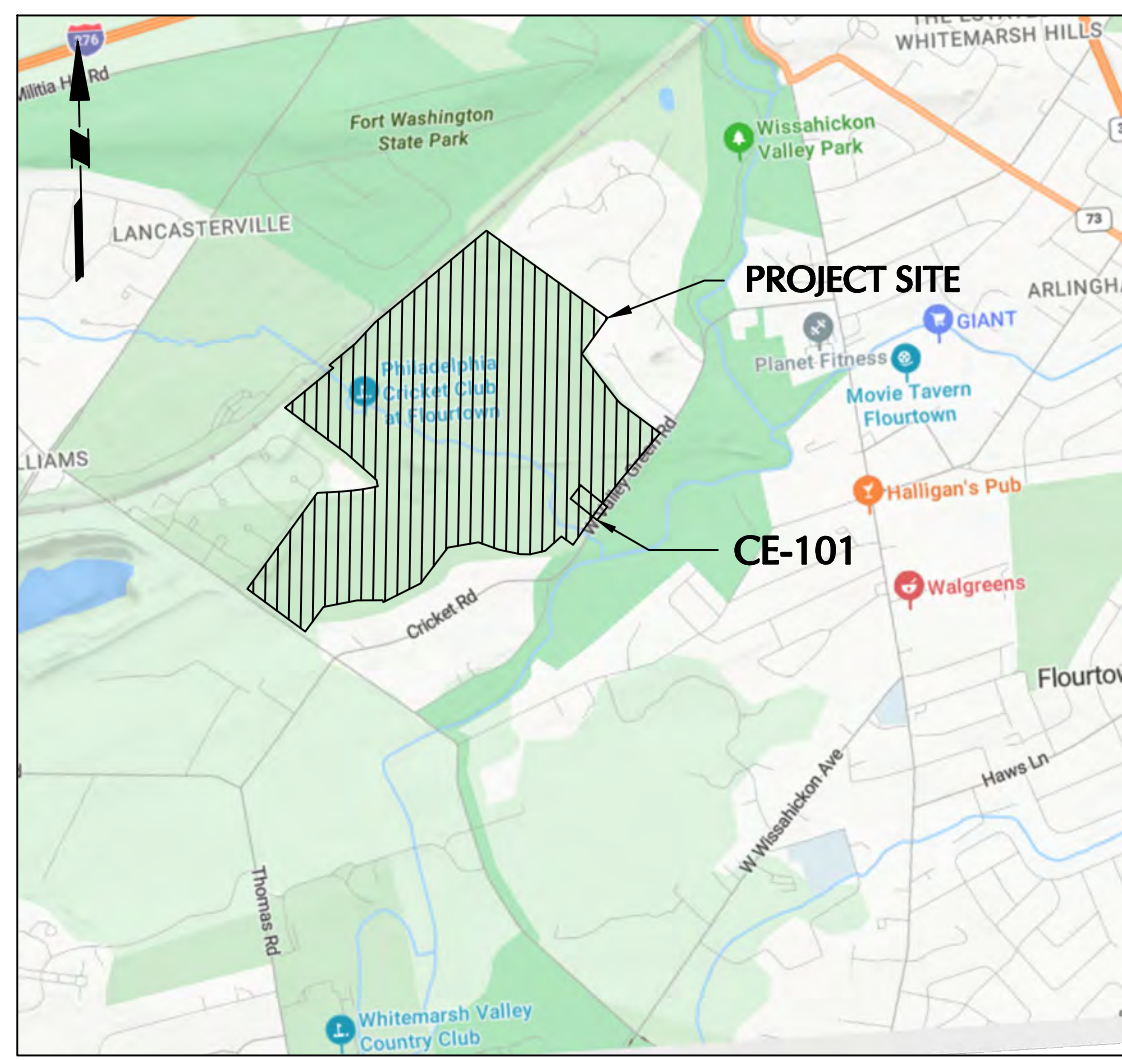 276
Militia H
Rd
THE ESTATE
WHITEMARSH HILLS
Fort Washington
State Park
Wissahickon
Valley Park
73
LANCASTERVILLE
PROJECT SITE
ARLINGHA
GIANT
Planet Fitness
Movie Tavern
Flourtown
Philadelphia
Cricket Club
at Flourtown
W Valley Green Rd
LLIAMS
Halligan's Pub
CE-101
Walgreens
Cricket Rd
Flourtow
Haws Ln
W Wissahickon Ave
Thomas Rd
Whitemarsh Valley
Country Club